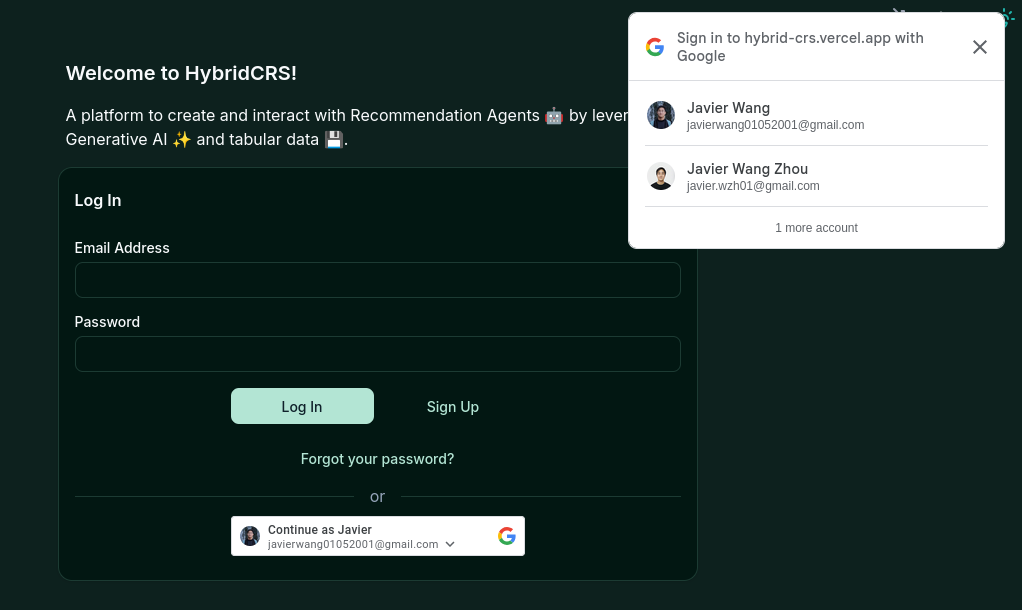 Welcome to HybridCRS!
A platform to create and interact with Recommendation Agents 🤖 by lever
Generative AI ✨ and tabular data 💾.
Log In
Email Address
Password
Log In
Sign Up
Forgot your password?
or
Continue as Javier
javierwang01052001@gmail.com
Sign in to hybrid-crs.vercel.app with
Google
Javier Wang
javierwang01052001@gmail.com
Javier Wang Zhou
javier.wzh01@gmail.com
1 more account